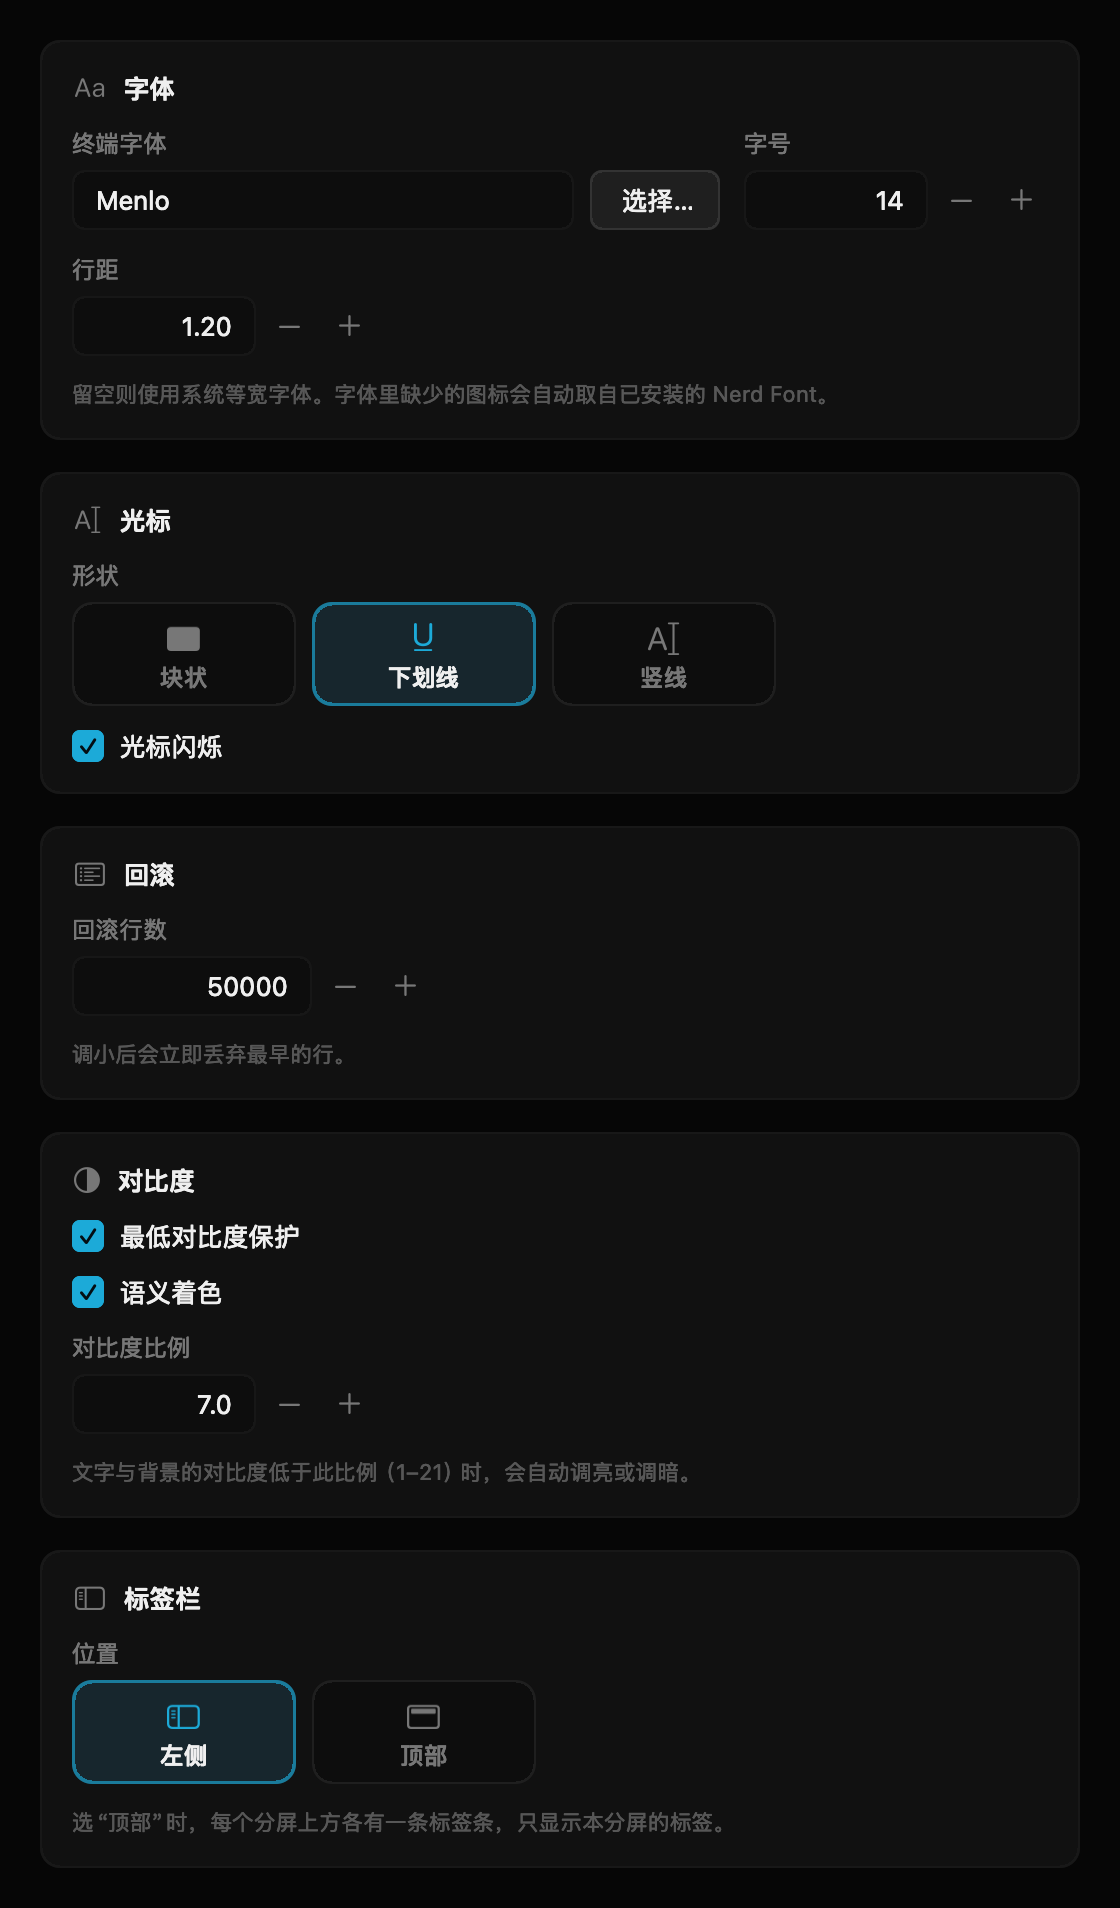 Aa 字体
终端字体 字号
Menlo 选择... 14 — +
行距
1.20 — +
留空则使用系统等宽字体。字体里缺少的图标会自动取自已安装的 Nerd Font。
A 光标
形状
U A
块状 下划线 竖线
光标闪烁
回滚
回滚行数
50000 — +
调小后会立即丢弃最早的行。
对比度
最低对比度保护
语义着色
对比度比例
7.0 — +
文字与背景的对比度低于此比例（1–21）时，会自动调亮或调暗。
标签栏
位置
左侧 顶部
选“顶部”时，每个分屏上方各有一条标签条，只显示本分屏的标签。